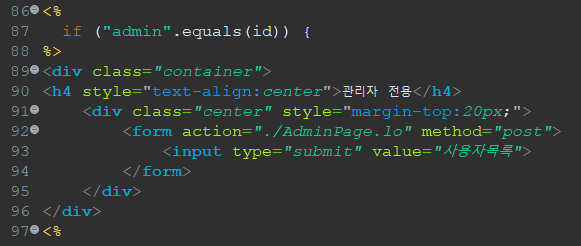 86 <%
87   if ("admin".equals(id)) {
88 %>
89 <div class="container">
90 <h4 style="text-align:center">관리자 전용</h4>
91     <div class="center" style="margin-top:20px;">
92         <form action="./AdminPage.lo" method="post">
93             <input type="submit" value="사용자목록">
94         </form>
95     </div>
96 </div>
97 <%